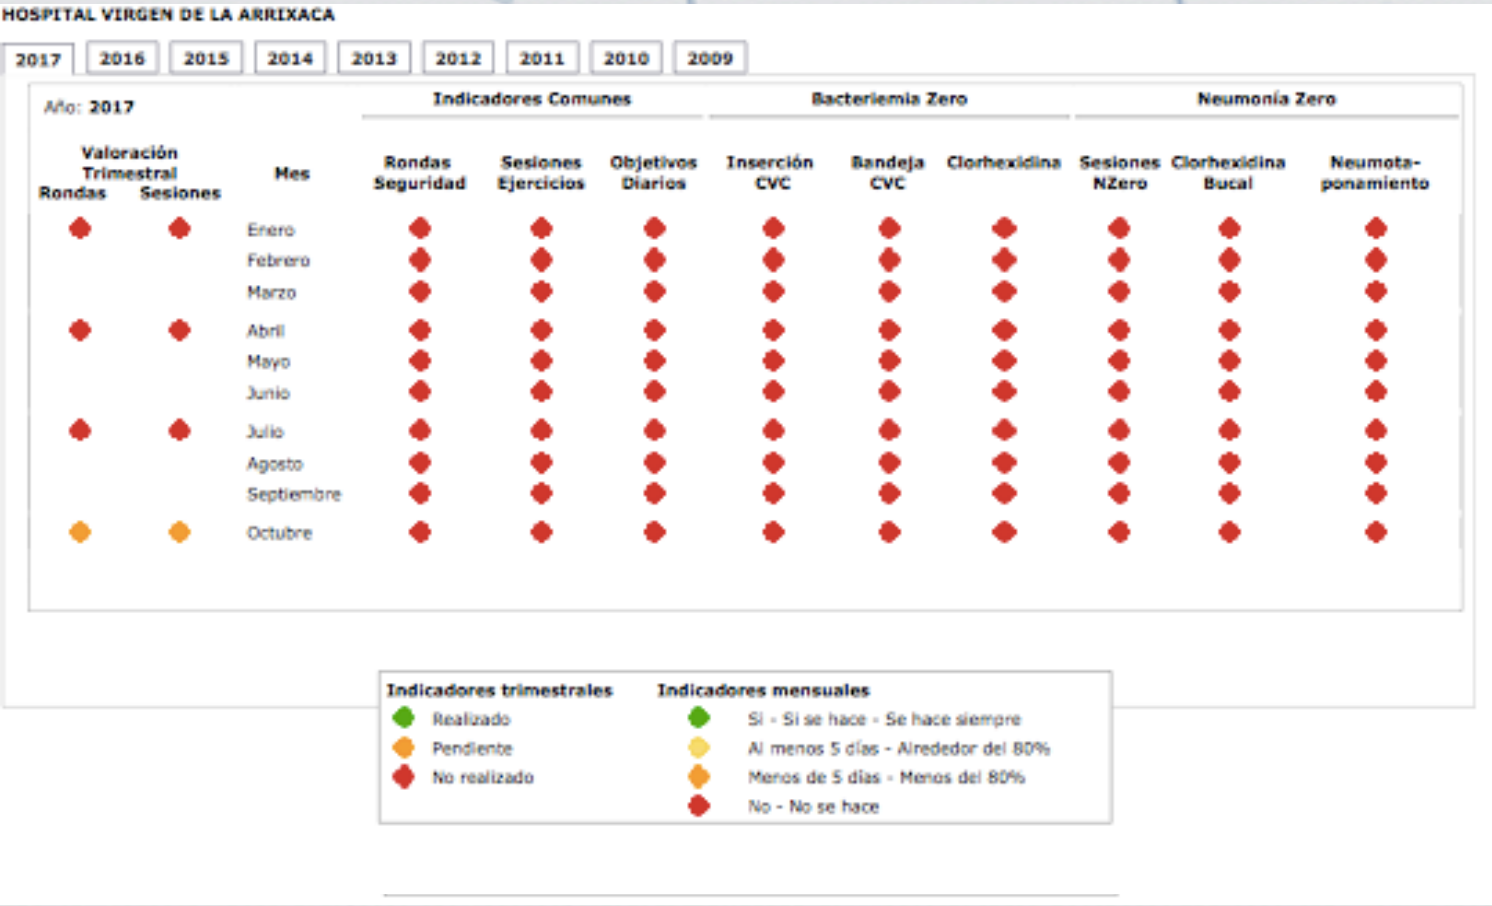 HOSPITAL VIRGEN DE LA ARRIXACA
2017 2016 2015 2014 2013 2012 2011 2010 2009
Año: 2017
Indicadores Comunes Bacteriemia Zero Neumonía Zero
Valoración
Trimestral
Rondas Sesiones
Mes
Rondas
Seguridad
Sesiones
Ejercicios
Objetivos
Diarios
Inserción
CVC
Bandeja
CVC
Clorhexidina
Sesiones
NZero
Clorhexidina
Bucal
Neumota-
ponamiento
Enero
Febrero
Marzo
Abril
Mayo
Junio
Julio
Agosto
Septiembre
Octubre
Indicadores trimestrales
Realizado
Pendiente
No realizado
Indicadores mensuales
Si - Si se hace - Se hace siempre
Al menos 5 días - Alrededor del 80%
Menos de 5 días - Menos del 80%
No - No se hace